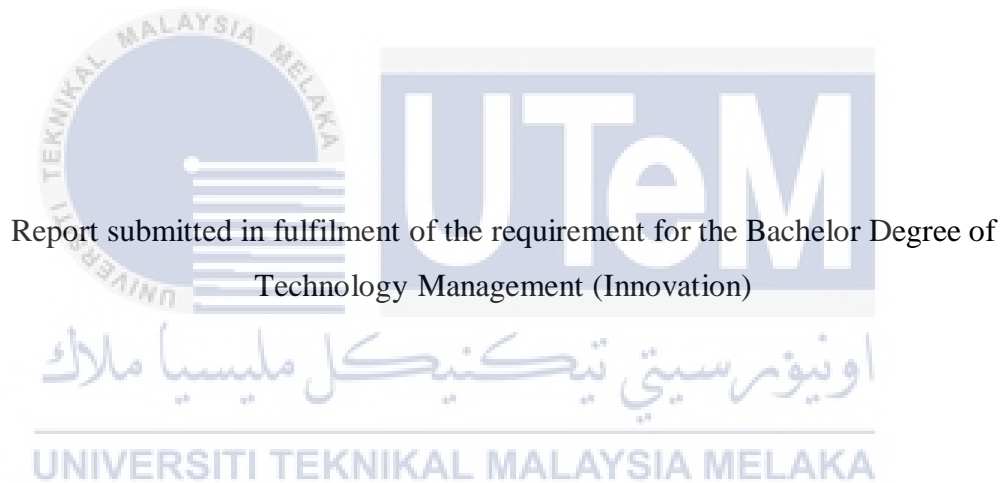 UNIVERSITI TEKNIKAL MALAYSIA MELAKA
UTeM
Report submitted in fulfilment of the requirement for the Bachelor Degree of
Technology Management (Innovation)
اونيۏرسيتي تيكنيكل مليسيا ملاك
UNIVERSITI TEKNIKAL MALAYSIA MELAKA